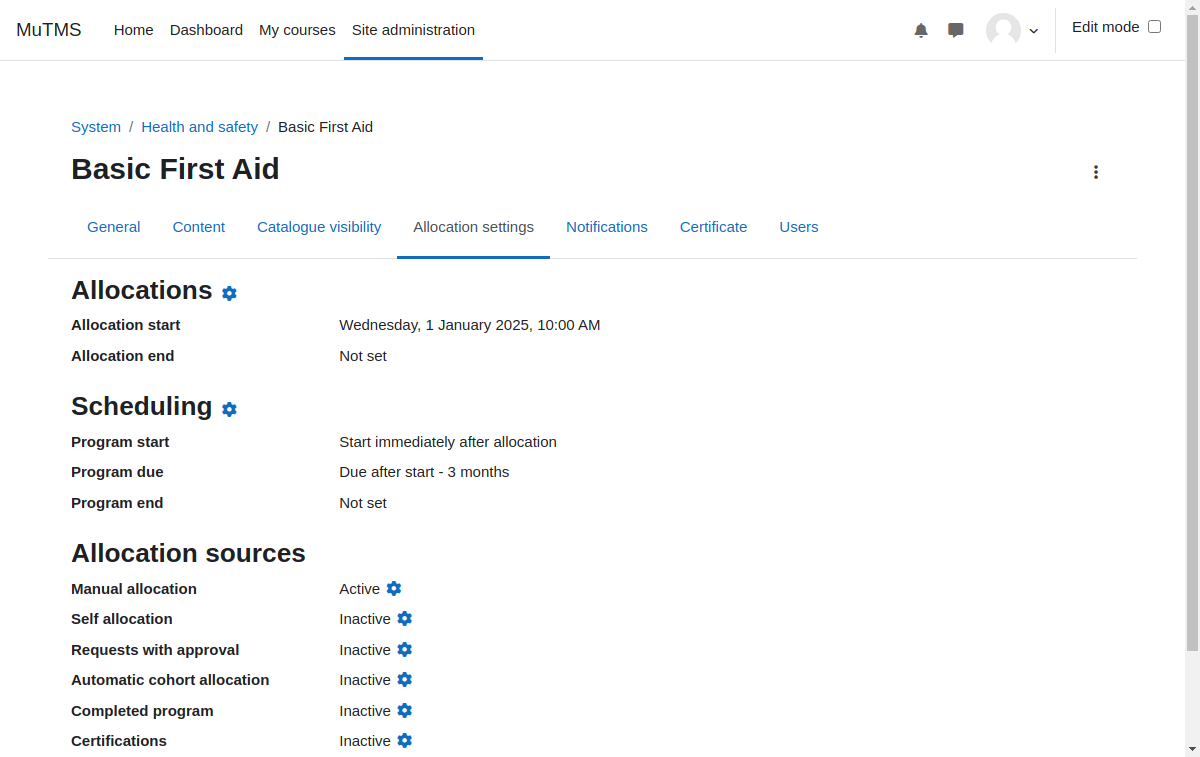 MuTMS Home Dashboard My courses Site administration Edit mode
System / Health and safety / Basic First Aid
Basic First Aid
General Content Catalogue visibility Allocation settings Notifications Certificate Users
Allocations
Allocation start Wednesday, 1 January 2025, 10:00 AM
Allocation end Not set
Scheduling
Program start Start immediately after allocation
Program due Due after start - 3 months
Program end Not set
Allocation sources
Manual allocation Active
Self allocation Inactive
Requests with approval Inactive
Automatic cohort allocation Inactive
Completed program Inactive
Certifications Inactive